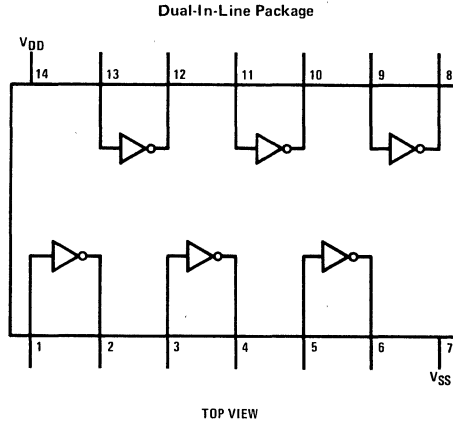 Dual-In-Line Package
VDD
14 13 12 11 10 9 8
1 2 3 4 5 6 7
VSS
TOP VIEW